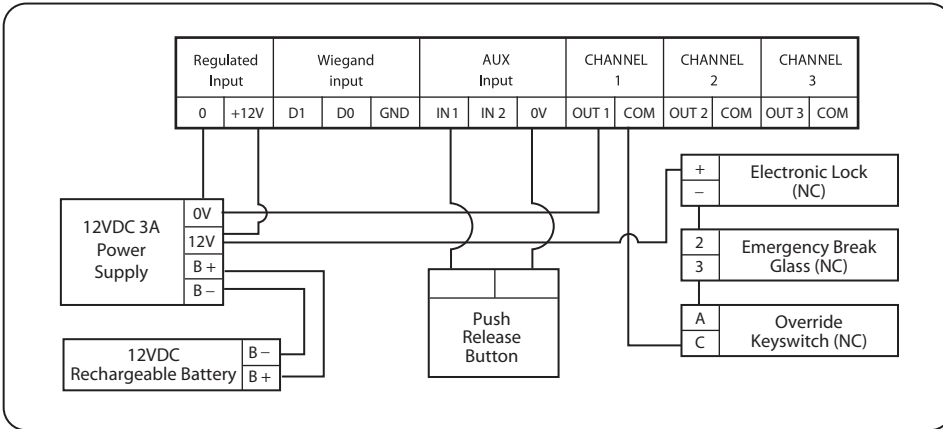 Regulated Input
Wiegand input
AUX Input
CHANNEL 1
CHANNEL 2
CHANNEL 3
0 +12V D1 D0 GND IN 1 IN 2 0V OUT 1 COM OUT 2 COM OUT 3 COM
12VDC 3A
Power
Supply
0V
12V
B +
B –
12VDC
Rechargeable Battery
B –
B +
Push
Release
Button
+
–
Electronic Lock
(NC)
2
3
Emergency Break
Glass (NC)
A
C
Override
Keyswitch (NC)